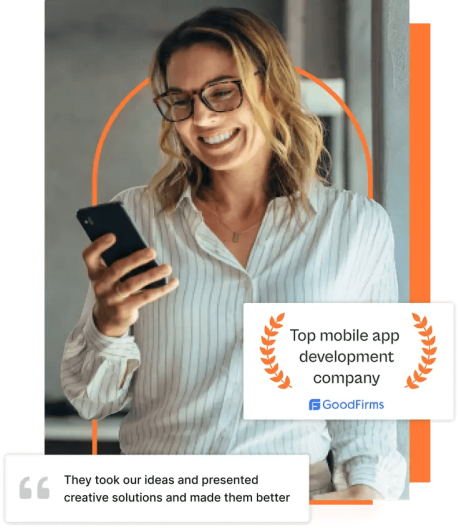 Top mobile app
development
company
GoodFirms
They took our ideas and presented
creative solutions and made them better